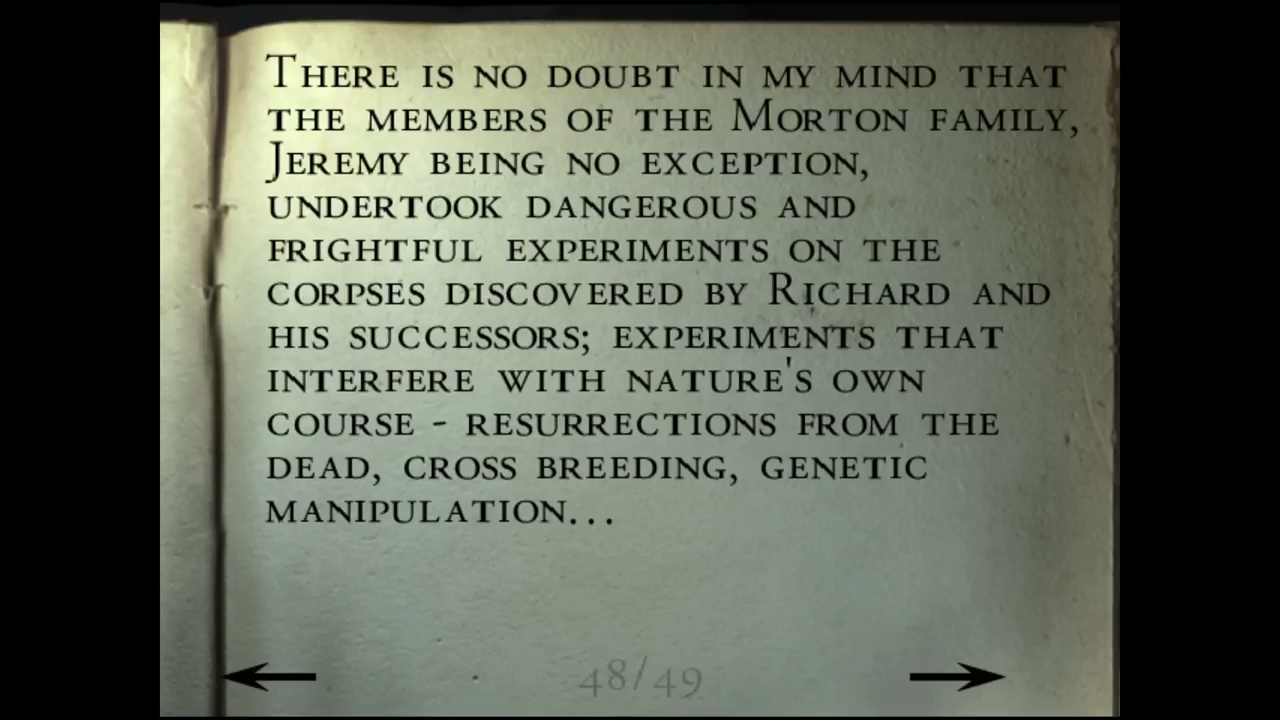 There is no doubt in my mind that
the members of the Morton family,
Jeremy being no exception,
undertook dangerous and
frightful experiments on the
corpses discovered by Richard and
his successors; experiments that
interfere with nature's own
course - resurrections from the
dead, cross breeding, genetic
manipulation...
48/49